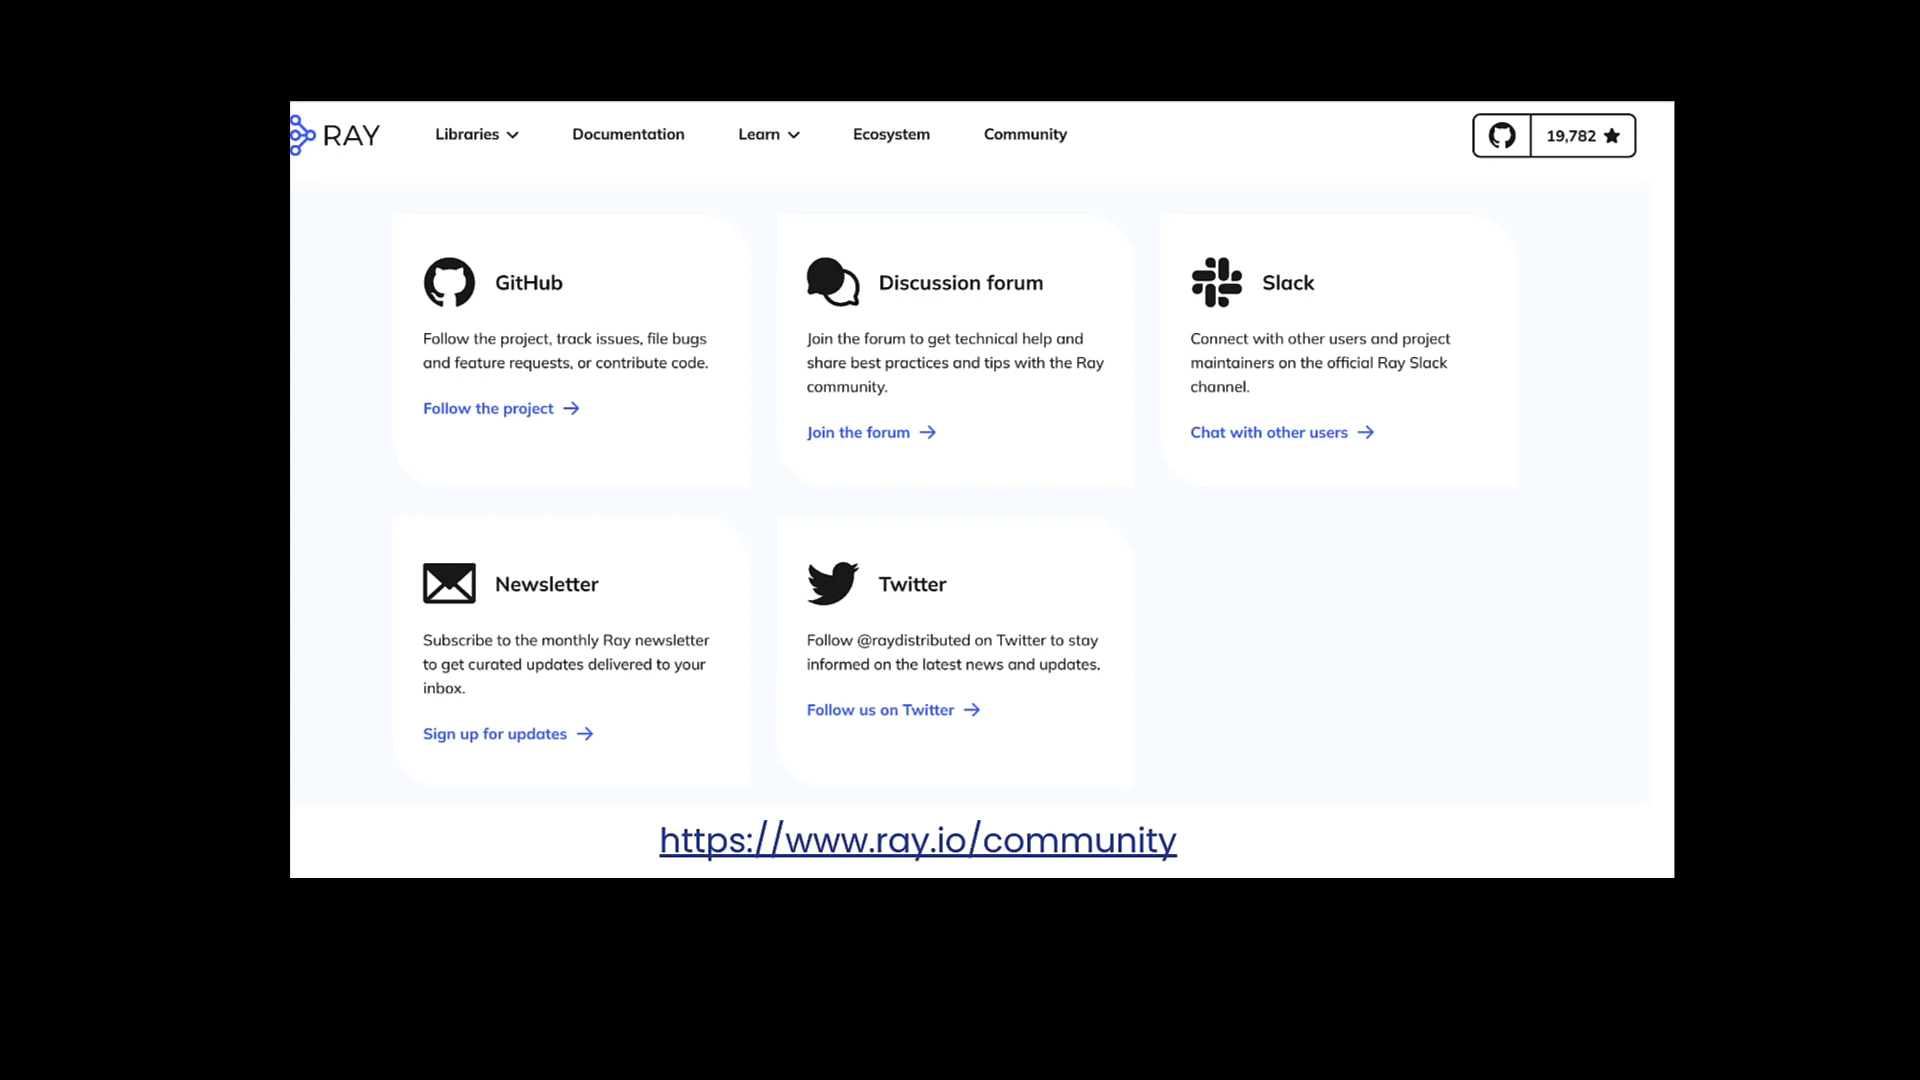 RAY Libraries Documentation Learn Ecosystem Community 19,782
GitHub
Follow the project, track issues, file bugs
and feature requests, or contribute code.
Follow the project
Discussion forum
Join the forum to get technical help and
share best practices and tips with the Ray
community.
Join the forum
Slack
Connect with other users and project
maintainers on the official Ray Slack
channel.
Chat with other users
Newsletter
Subscribe to the monthly Ray newsletter
to get curated updates delivered to your
inbox.
Sign up for updates
Twitter
Follow @raydistributed on Twitter to stay
informed on the latest news and updates.
Follow us on Twitter
https://www.ray.io/community